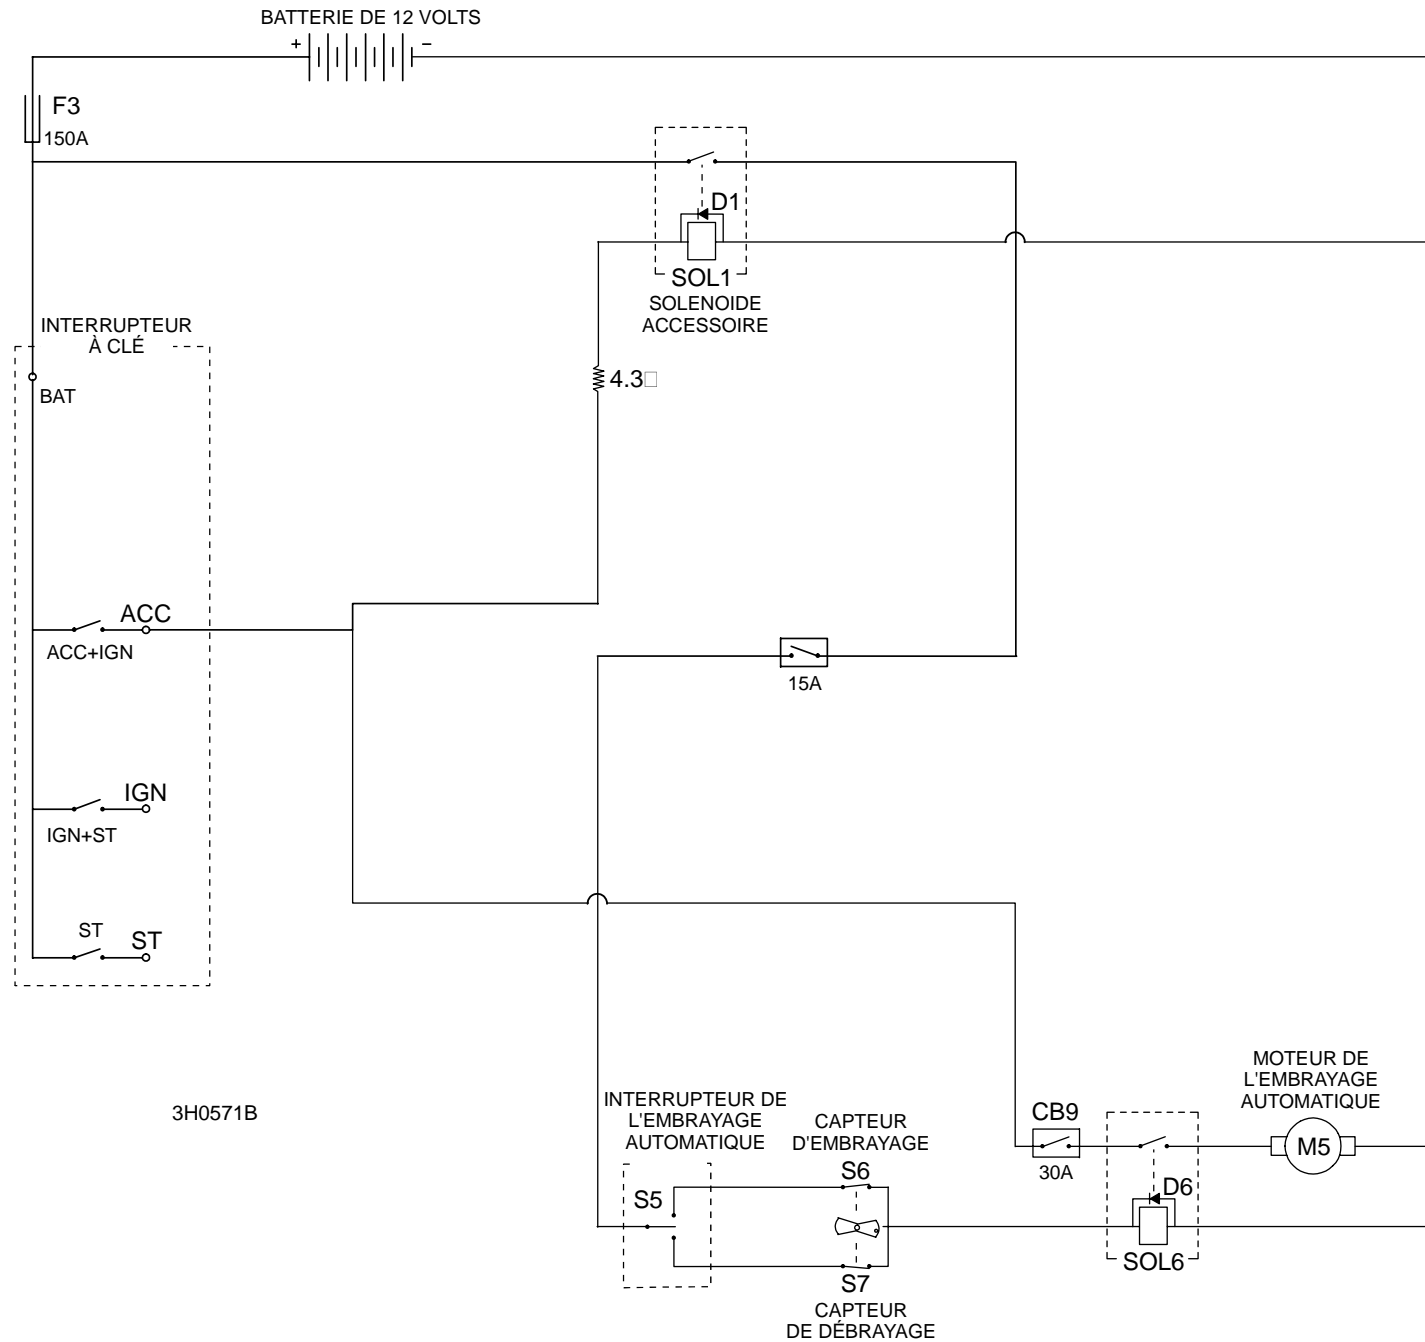 BATTERIE DE 12 VOLTS
+
−
F3
150A
D1
SOL1
SOLENOIDE
ACCESSOIRE
INTERRUPTEUR
À CLÉ
BAT
4.3□
ACC
ACC+IGN
15A
IGN
IGN+ST
ST
ST
3H0571B
INTERRUPTEUR DE
L'EMBRAYAGE
AUTOMATIQUE
S5
CAPTEUR
D'EMBRAYAGE
S6
S7
CAPTEUR
DE DÉBRAYAGE
CB9
30A
D6
SOL6
MOTEUR DE
L'EMBRAYAGE
AUTOMATIQUE
M5